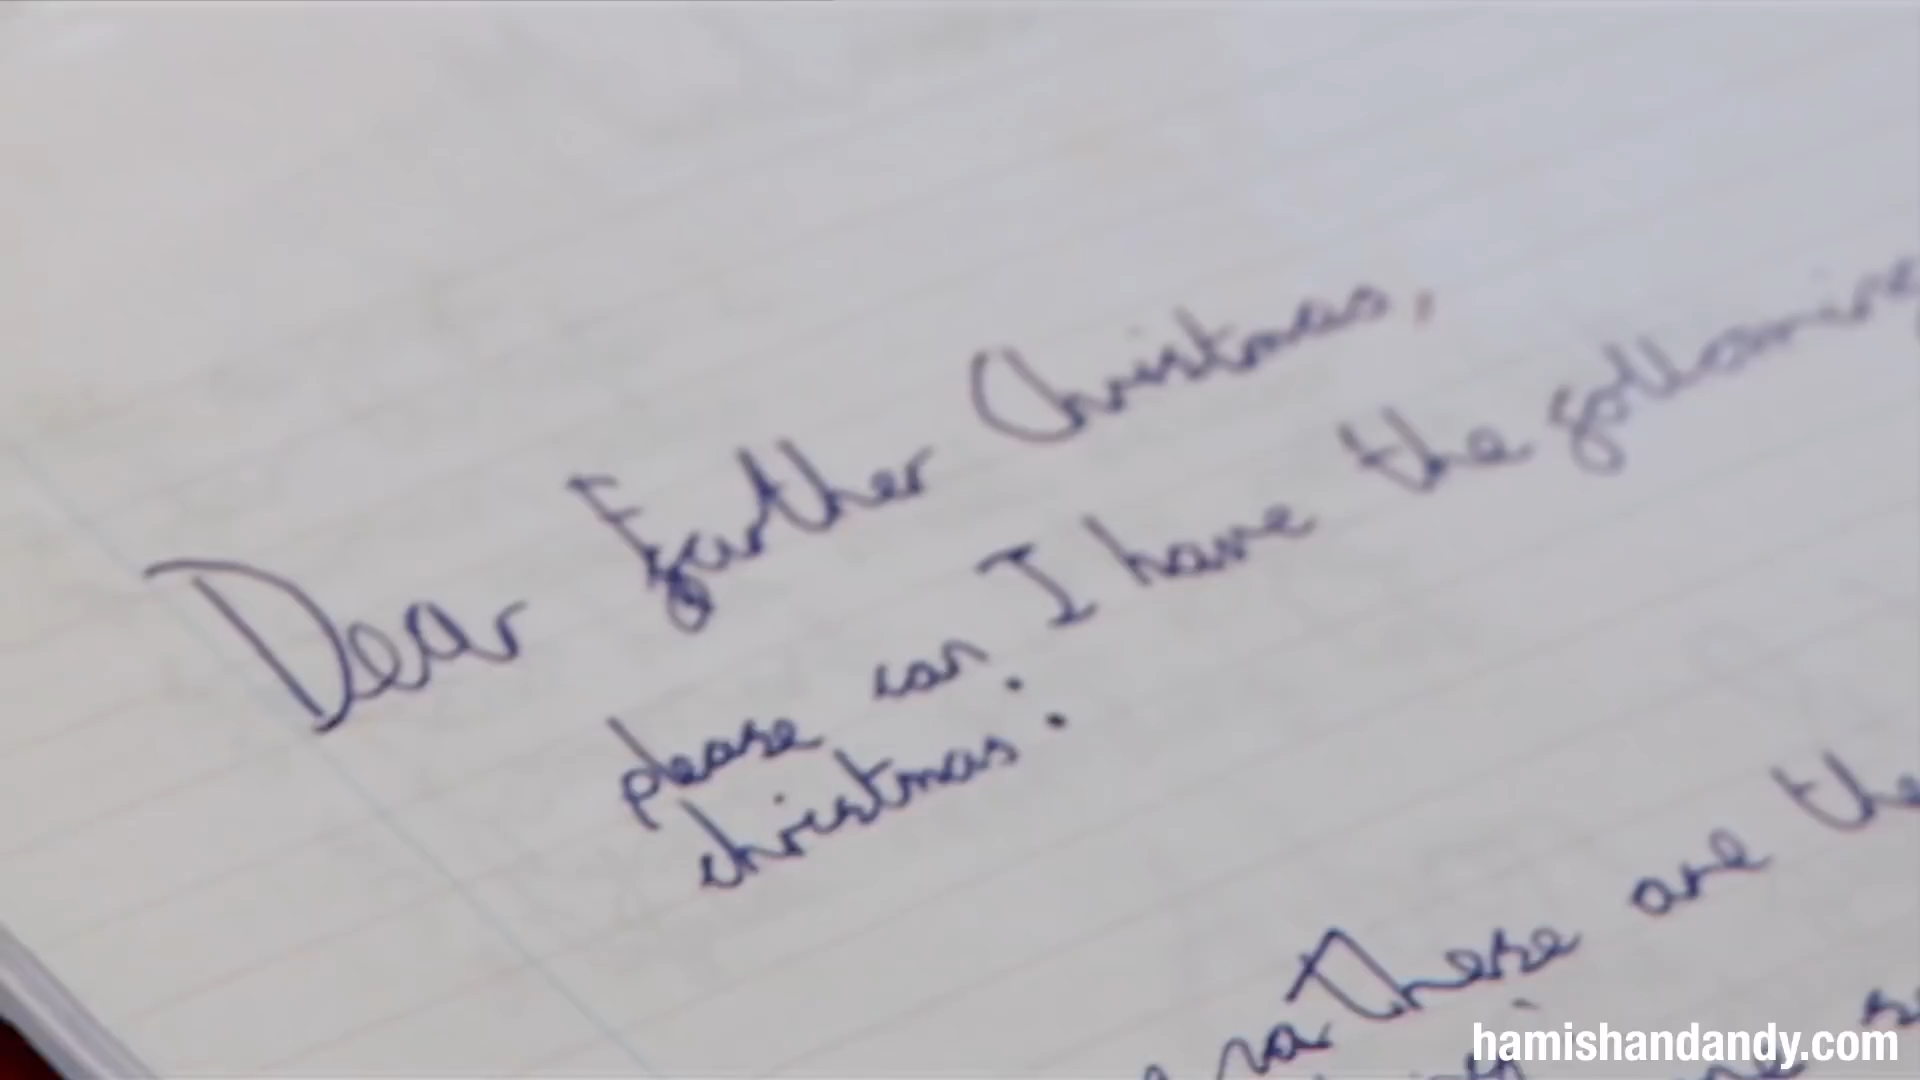 Dear Father Christmas,
please can I have the following
christmas:
These are the
hamishandandy.com